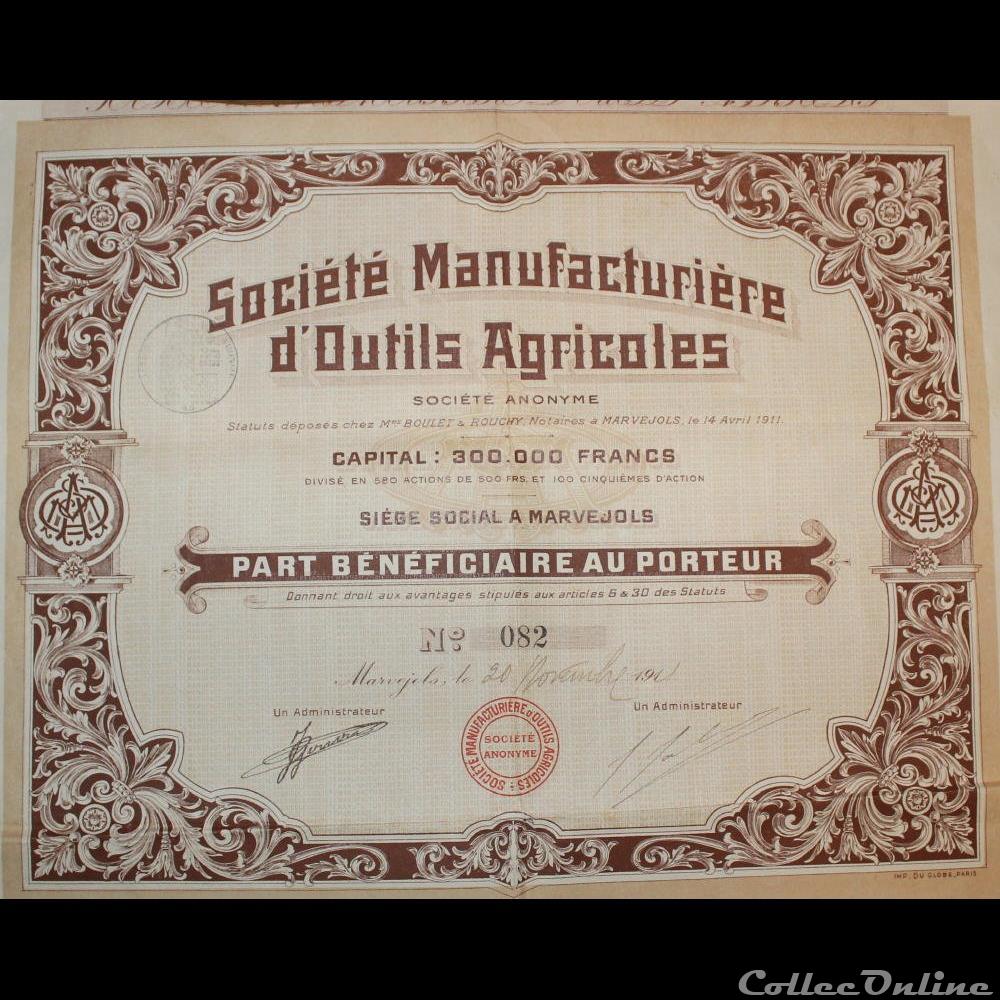 Société Manufacturière
d'Outils Agricoles
SOCIÉTÉ ANONYME
Statuts déposés chez Mes BOULET & ROUCHY, Notaires à MARVEJOLS, le 14 Avril 1911.
CAPITAL : 300.000 FRANCS
DIVISÉ EN 580 ACTIONS DE 500 FRS. ET 100 CINQUIÈMES D'ACTION
SIÈGE SOCIAL A MARVEJOLS
PART BÉNÉFICIAIRE AU PORTEUR
Donnant droit aux avantages stipulés aux articles 6 & 30 des Statuts
No 082
Marvejols, le 20 Novembre 1911
Un Administrateur
Un Administrateur
SOCIÉTÉ MANUFACTURIÈRE D'OUTILS AGRICOLES
SOCIÉTÉ
ANONYME
IMP. DU GLOBE, PARIS
CollecOnline